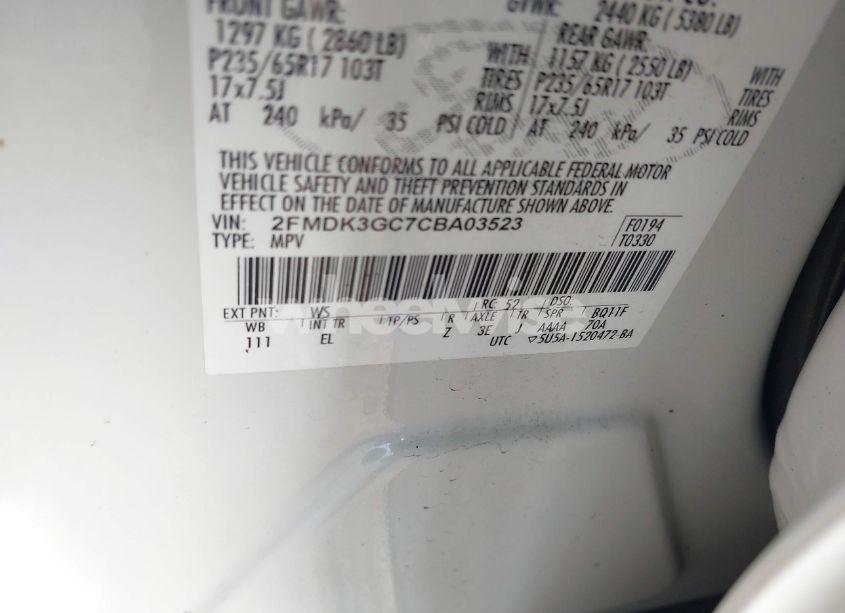 FRONT GAWR: GVWR: 2440 KG ( 5380 LB)
1297 KG ( 2860 LB) WITH REAR GAWR: 1157 KG ( 2550 LB) WITH
P235/65R17 103T TIRES P235/65R17 103T TIRES
17x7.5J RIMS 17x7.5J RIMS
AT 240 kPa/ 35 PSI COLD AT 240 kPa/ 35 PSI COLD
THIS VEHICLE CONFORMS TO ALL APPLICABLE FEDERAL MOTOR
VEHICLE SAFETY AND THEFT PREVENTION STANDARDS IN
EFFECT ON THE DATE OF MANUFACTURE SHOWN ABOVE.
VIN: 2FMDK3GC7CBA03523 F0194
TYPE: MPV T0330
EXT PNT: WS RC: 52 DSO:
WB INT TR TP/PS R AXLE TR SPR BQ11F
111 EL Z 3E J AAAA 70A
UTC ▽5U5A-1520472-BA
wheelwise